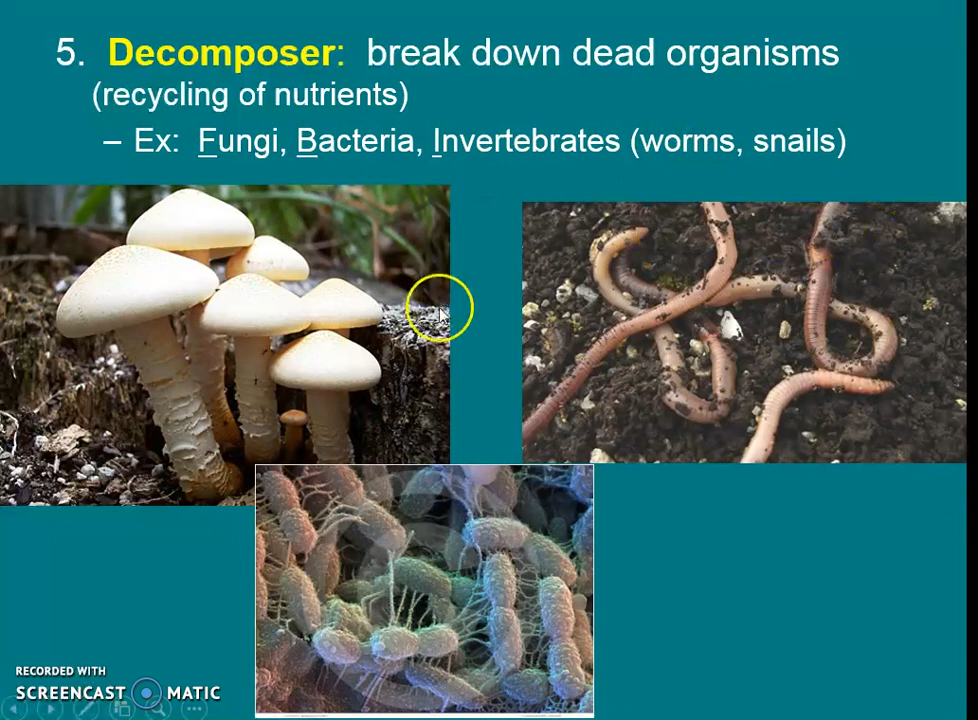 5. Decomposer: break down dead organisms
(recycling of nutrients)
– Ex: Fungi, Bacteria, Invertebrates (worms, snails)
RECORDED WITH
SCREENCAST MATIC